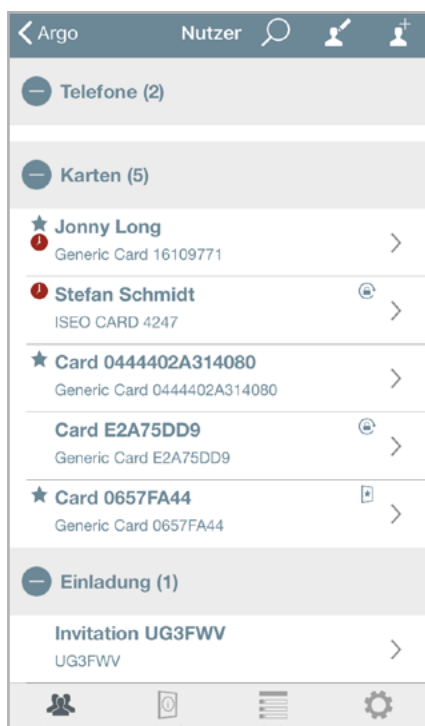 Argo Nutzer
Telefone (2)
Karten (5)
Jonny Long
Generic Card 16109771
Stefan Schmidt
ISEO CARD 4247
Card 0444402A314080
Generic Card 0444402A314080
Card E2A75DD9
Generic Card E2A75DD9
Card 0657FA44
Generic Card 0657FA44
Einladung (1)
Invitation UG3FWV
UG3FWV